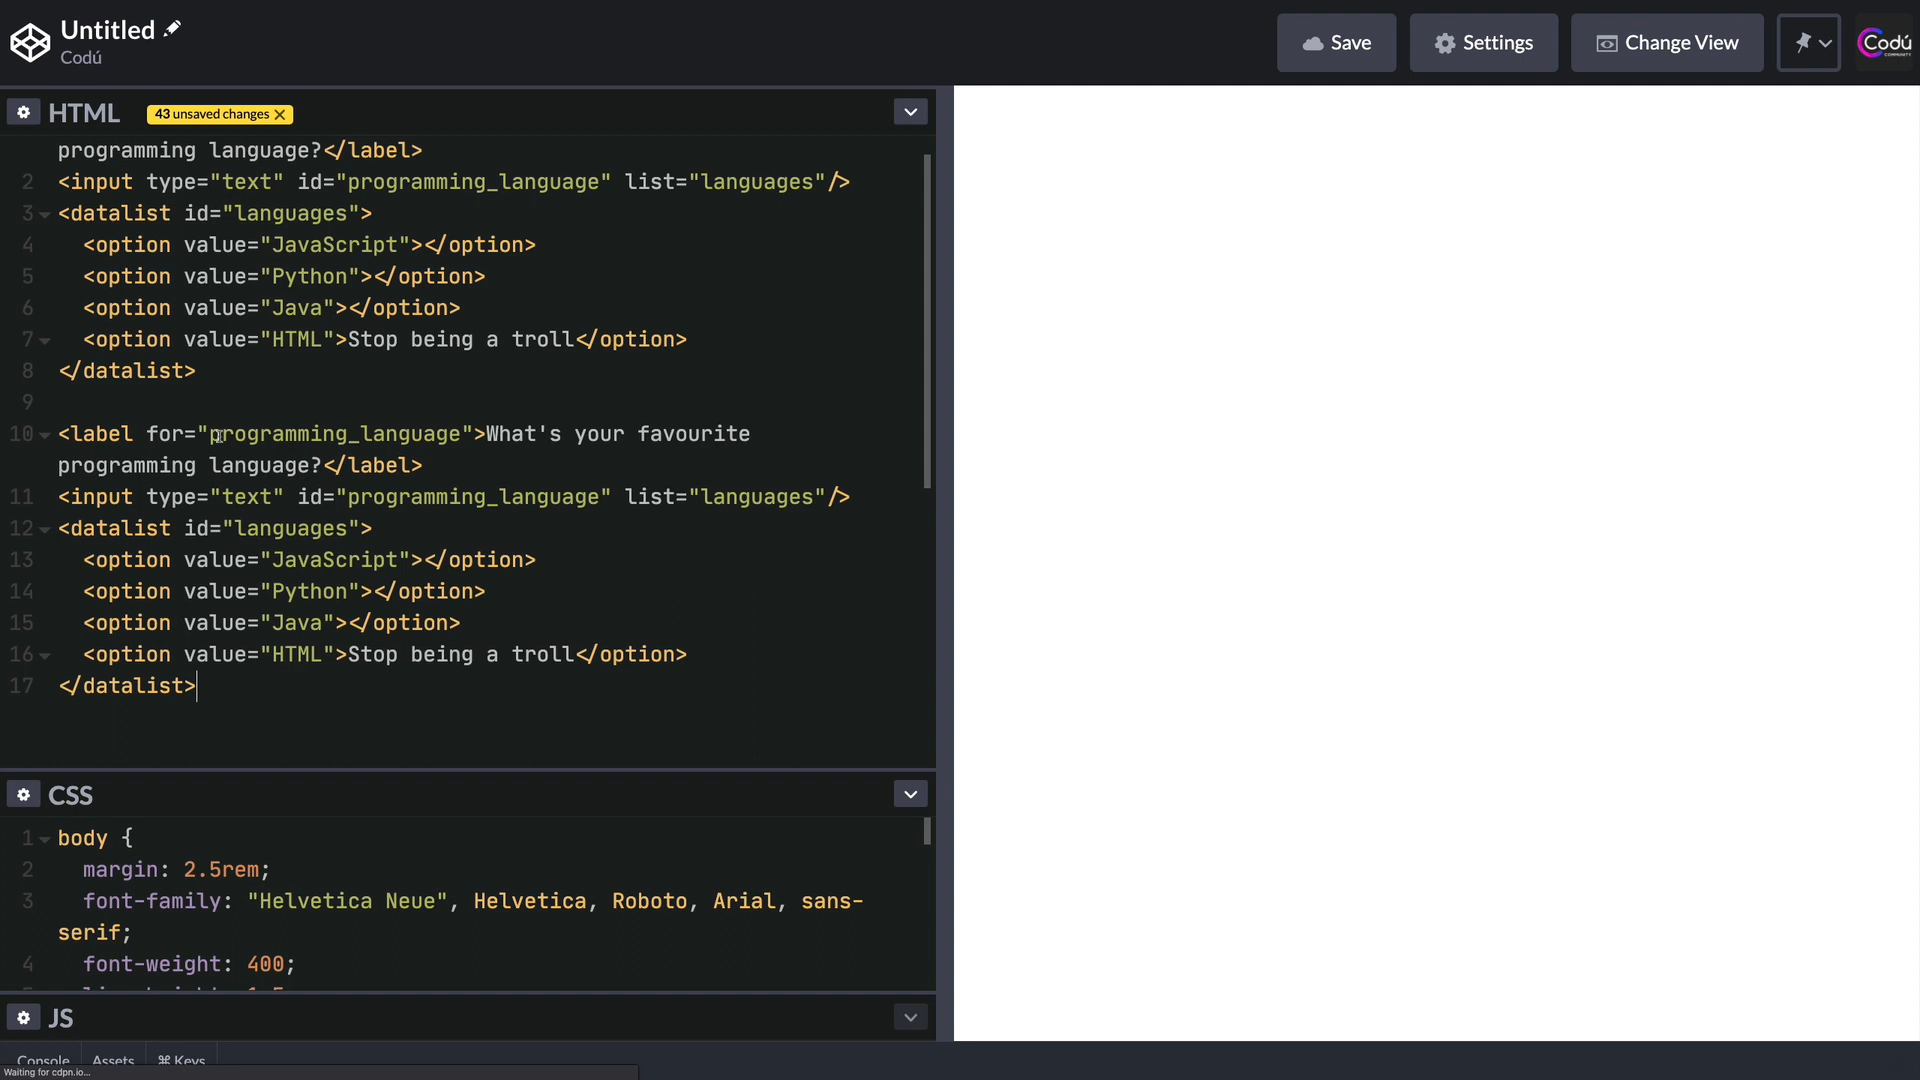 Untitled
Codú
Save
Settings
Change View
Codú
COMMUNITY
HTML
43 unsaved changes
programming language?</label>
2 <input type="text" id="programming_language" list="languages"/>
3 <datalist id="languages">
4 <option value="JavaScript"></option>
5 <option value="Python"></option>
6 <option value="Java"></option>
7 <option value="HTML">Stop being a troll</option>
8 </datalist>
9
10 <label for="programming_language">What's your favourite
programming language?</label>
11 <input type="text" id="programming_language" list="languages"/>
12 <datalist id="languages">
13 <option value="JavaScript"></option>
14 <option value="Python"></option>
15 <option value="Java"></option>
16 <option value="HTML">Stop being a troll</option>
17 </datalist>
CSS
1 body {
2 margin: 2.5rem;
3 font-family: "Helvetica Neue", Helvetica, Roboto, Arial, sans-
serif;
4 font-weight: 400;
JS
Console
Assets
⌘ Keys
Waiting for cdpn.io...